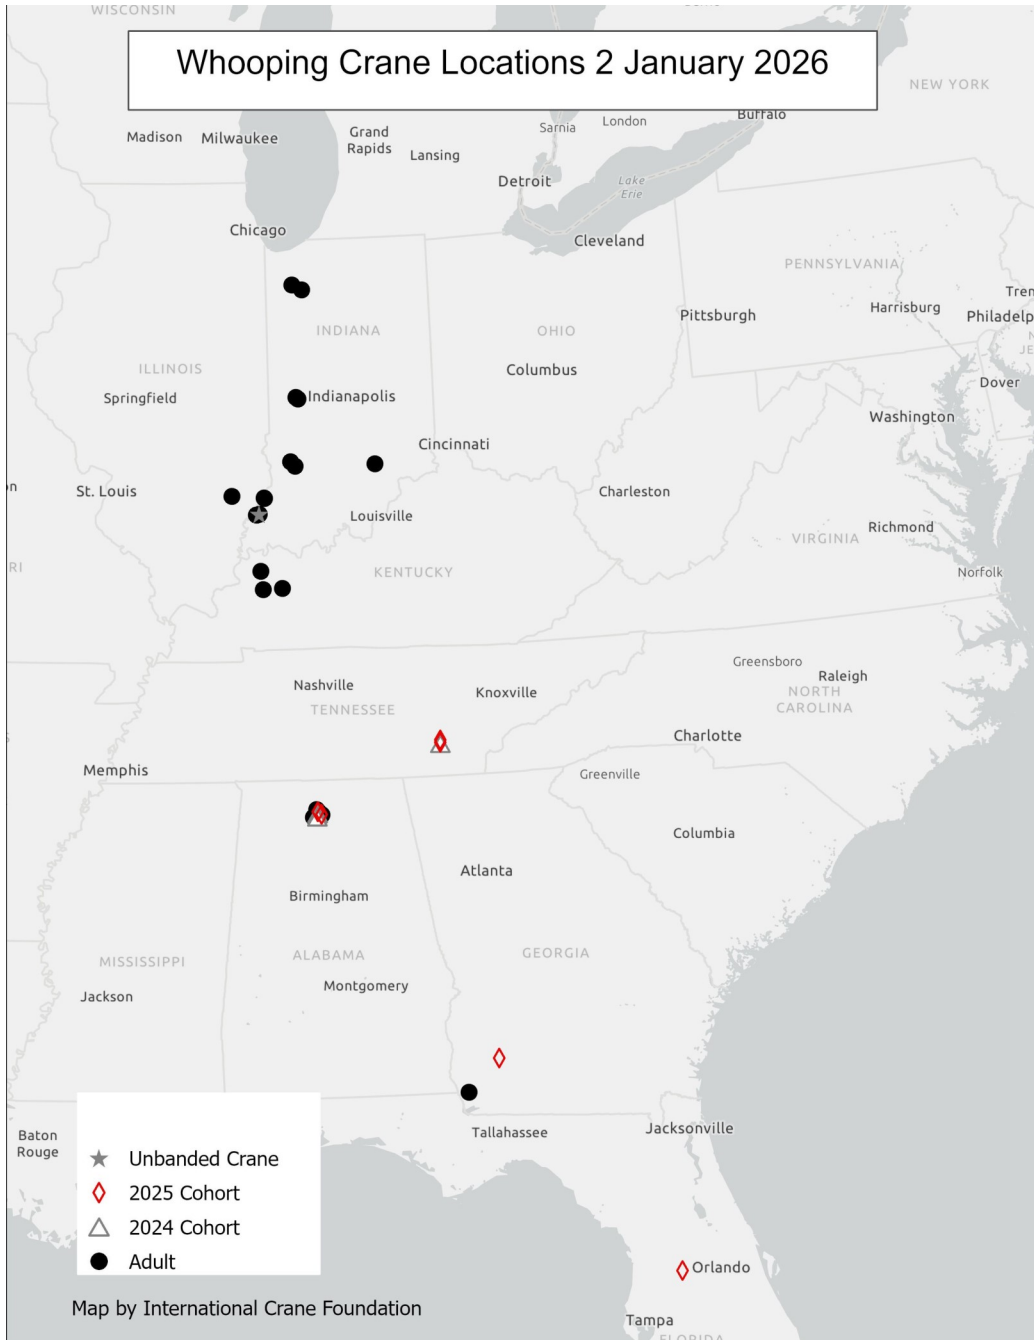 WISCONSIN
Whooping Crane Locations 2 January 2026
NEW YORK
Buffalo
Madison
Milwaukee
Grand
Rapids
Lansing
Sarnia
London
Detroit
Lake
Erie
Chicago
Cleveland
PENNSYLVANIA
Harrisburg
Pittsburgh
INDIANA
OHIO
ILLINOIS
Columbus
Springfield
Indianapolis
Dover
Washington
Cincinnati
St. Louis
Charleston
Louisville
Richmond
VIRGINIA
KENTUCKY
Norfolk
Greensboro
Raleigh
NORTH
CAROLINA
Nashville
TENNESSEE
Knoxville
Charlotte
Memphis
Greenville
Columbia
Atlanta
Birmingham
ALABAMA
GEORGIA
MISSISSIPPI
Jackson
Montgomery
Tallahassee
Jacksonville
Baton
Rouge
Unbanded Crane
2025 Cohort
2024 Cohort
Adult
Orlando
Map by International Crane Foundation
Tampa
FLORIDA